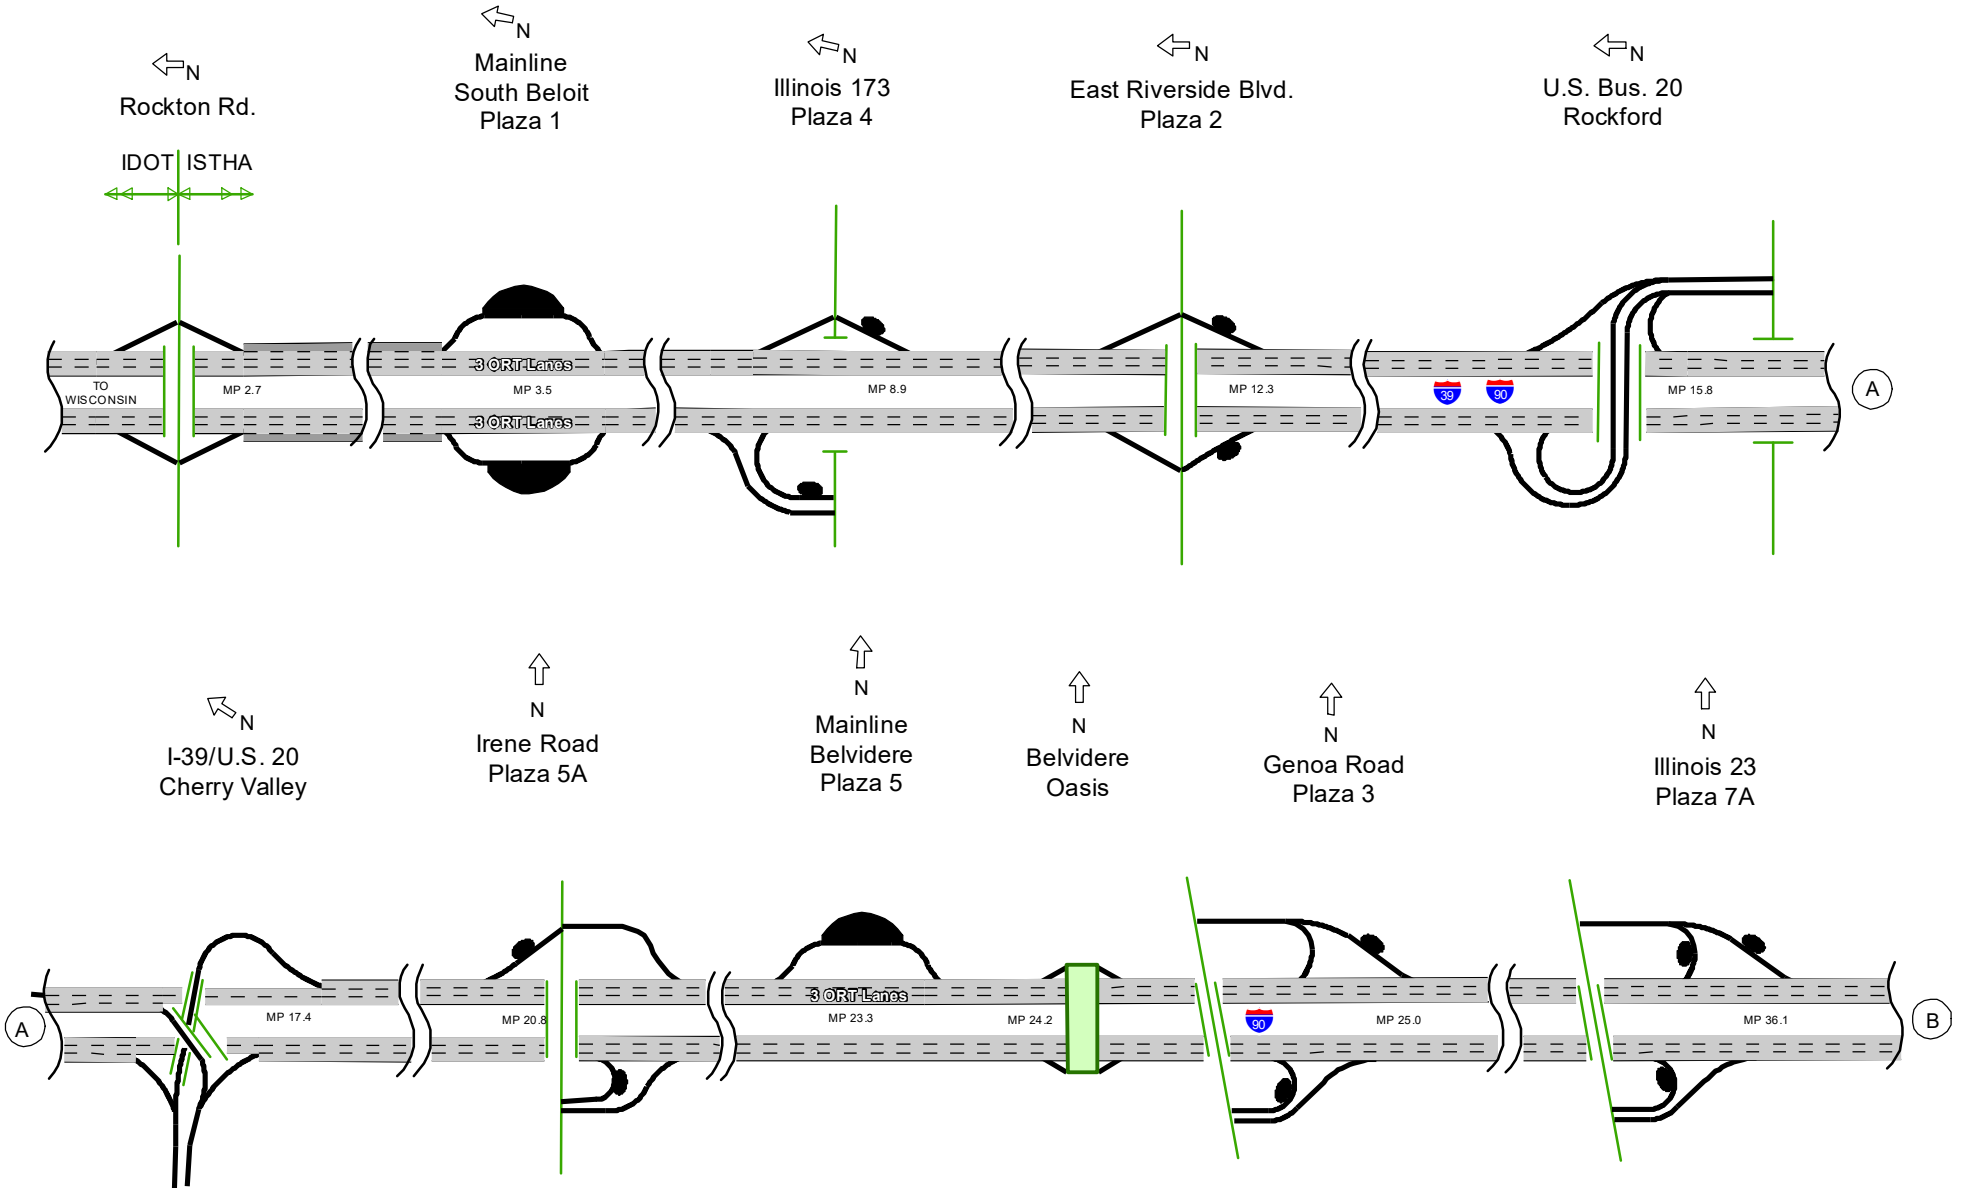 N
Rockton Rd.
IDOT ISTHA
N
Mainline
South Beloit
Plaza 1
N
Illinois 173
Plaza 4
N
East Riverside Blvd.
Plaza 2
N
U.S. Bus. 20
Rockford
TO
WISCONSIN
MP 2.7
3 ORT Lanes
MP 3.5
3 ORT Lanes
MP 8.9
MP 12.3
39
90
MP 15.8
A
N
I-39/U.S. 20
Cherry Valley
N
Irene Road
Plaza 5A
N
Mainline
Belvidere
Plaza 5
N
Belvidere
Oasis
N
Genoa Road
Plaza 3
N
Illinois 23
Plaza 7A
A
MP 17.4
MP 20.8
3 ORT Lanes
MP 23.3
MP 24.2
90
MP 25.0
MP 36.1
B